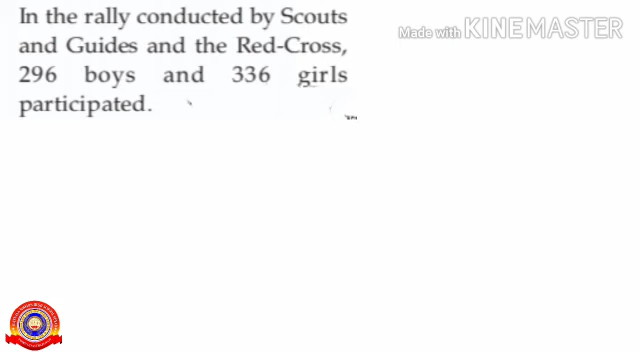 In the rally conducted by Scouts
and Guides and the Red-Cross,
296 boys and 336 girls
participated.
Made with KINEMASTER